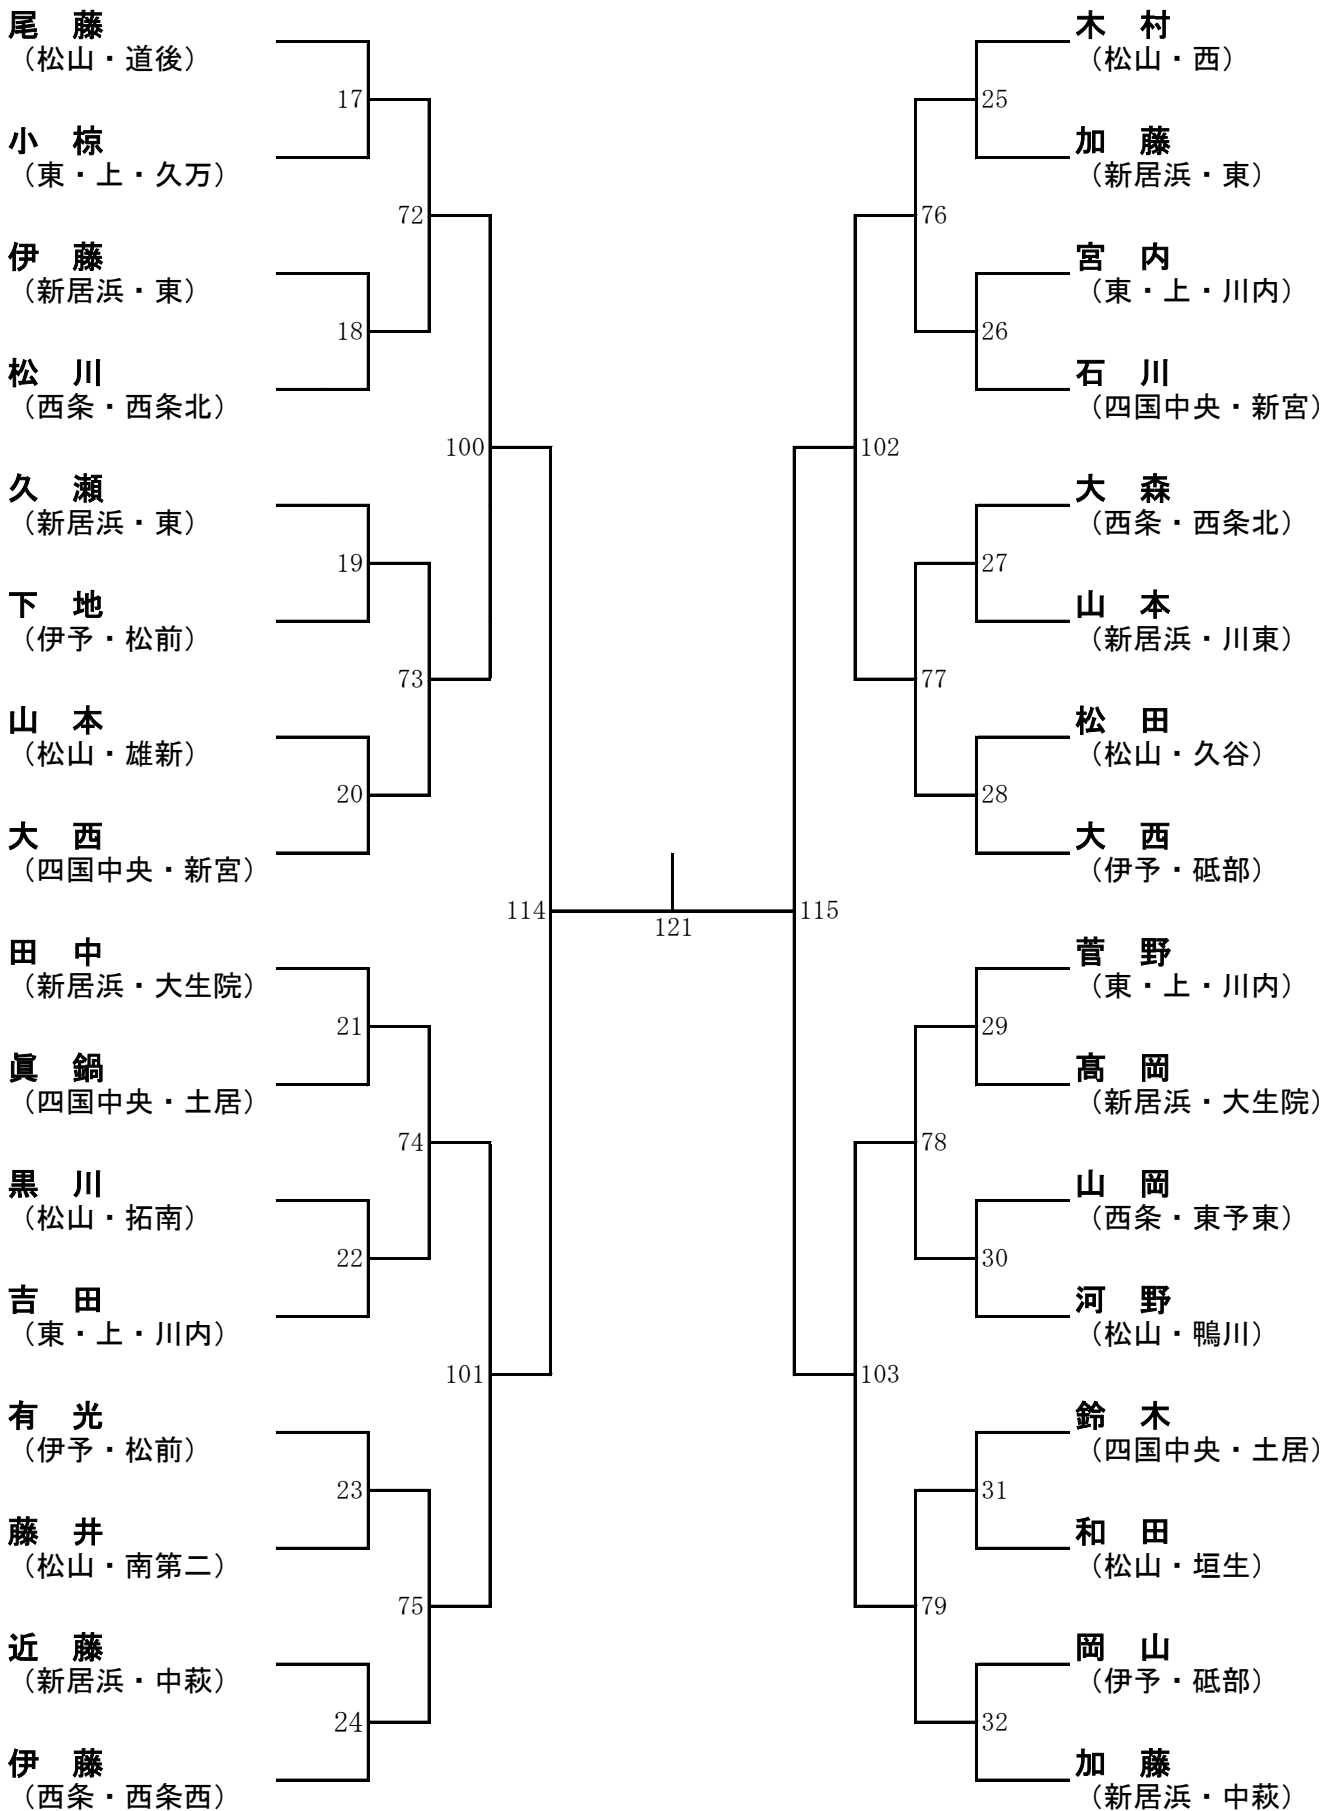 尾　藤
（松山・道後）
17
小　椋
（東・上・久万）
72
伊　藤
（新居浜・東）
18
松　川
（西条・西条北）
100
久　瀬
（新居浜・東）
19
下　地
（伊予・松前）
73
山　本
（松山・雄新）
20
大　西
（四国中央・新宮）
114
田　中
（新居浜・大生院）
21
眞　鍋
（四国中央・土居）
74
黒　川
（松山・拓南）
22
吉　田
（東・上・川内）
101
有　光
（伊予・松前）
23
藤　井
（松山・南第二）
75
近　藤
（新居浜・中萩）
24
伊　藤
（西条・西条西）
121
木　村
（松山・西）
25
加　藤
（新居浜・東）
76
宮　内
（東・上・川内）
26
石　川
（四国中央・新宮）
102
大　森
（西条・西条北）
27
山　本
（新居浜・川東）
77
松　田
（松山・久谷）
28
大　西
（伊予・砥部）
115
菅　野
（東・上・川内）
29
髙　岡
（新居浜・大生院）
78
山　岡
（西条・東予東）
30
河　野
（松山・鴨川）
103
鈴　木
（四国中央・土居）
31
和　田
（松山・垣生）
79
岡　山
（伊予・砥部）
32
加　藤
（新居浜・中萩）